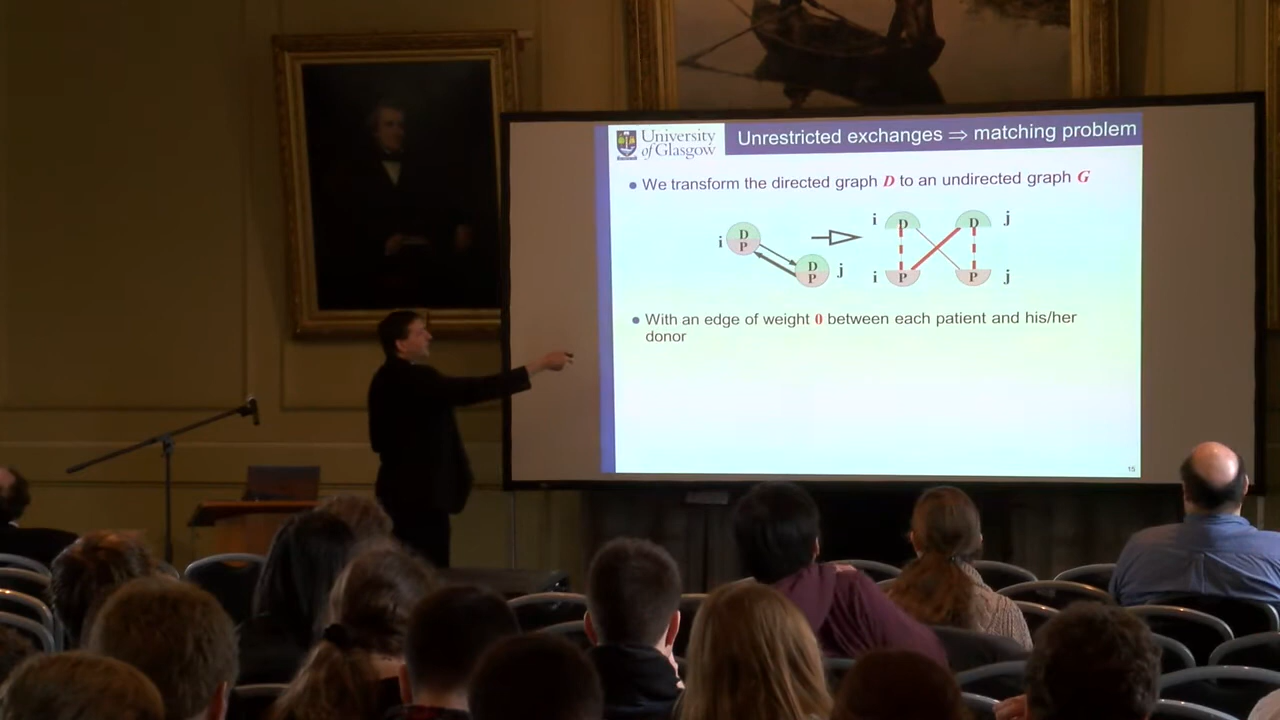 University
of Glasgow
Unrestricted exchanges ⇒ matching problem
• We transform the directed graph D to an undirected graph G
i D P
D P j
i D D j
i P P j
• With an edge of weight 0 between each patient and his/her
donor
15